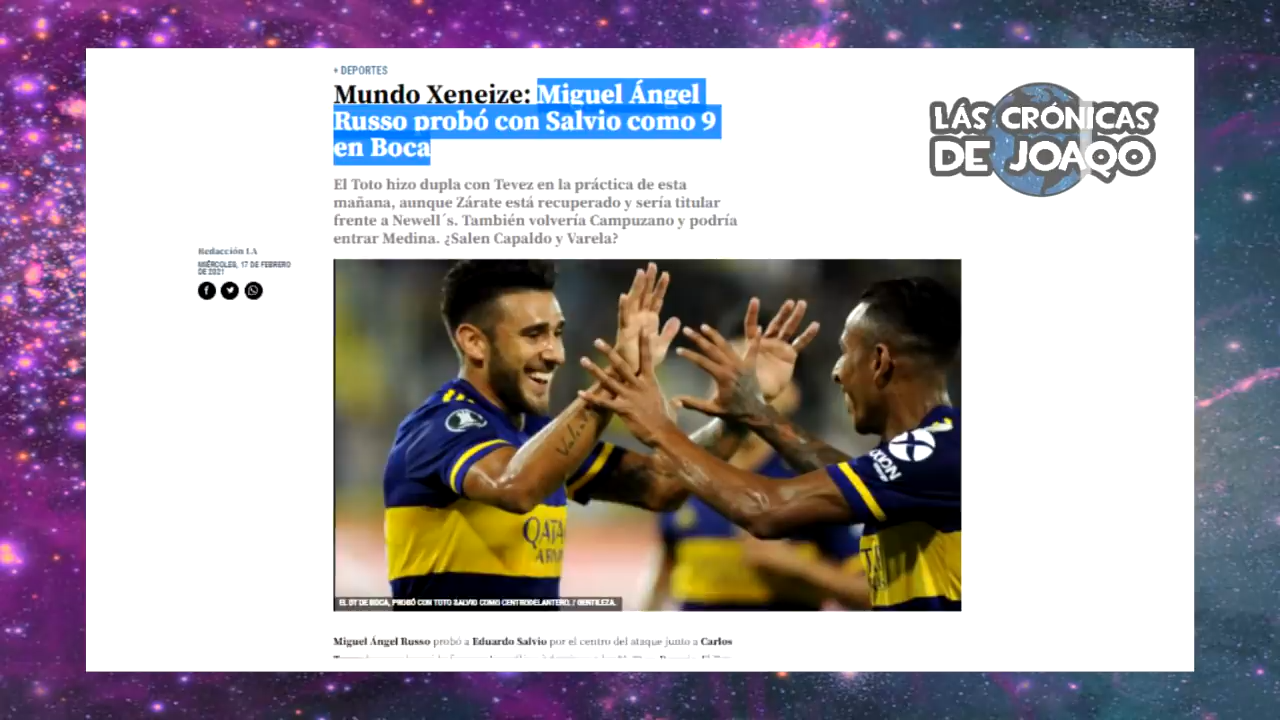 + DEPORTES
Mundo Xeneize: Miguel Ángel
Russo probó con Salvio como 9
en Boca
El Toto hizo dupla con Tevez en la práctica de esta
mañana, aunque Zárate está recuperado y sería titular
frente a Newell´s. También volvería Campuzano y podría
entrar Medina. ¿Salen Capaldo y Varela?
Redacción LA
MIÉRCOLES, 17 DE FEBRERO
DE 2021
LAS CRÓNICAS
DE JOAQO
Valent
QATA
AXION
EL DT DE BOCA, PROBÓ CON TOTO SALVIO COMO CENTRODELANTERO. / GENTILEZA.
Miguel Ángel Russo probó a Eduardo Salvio por el centro del ataque junto a Carlos